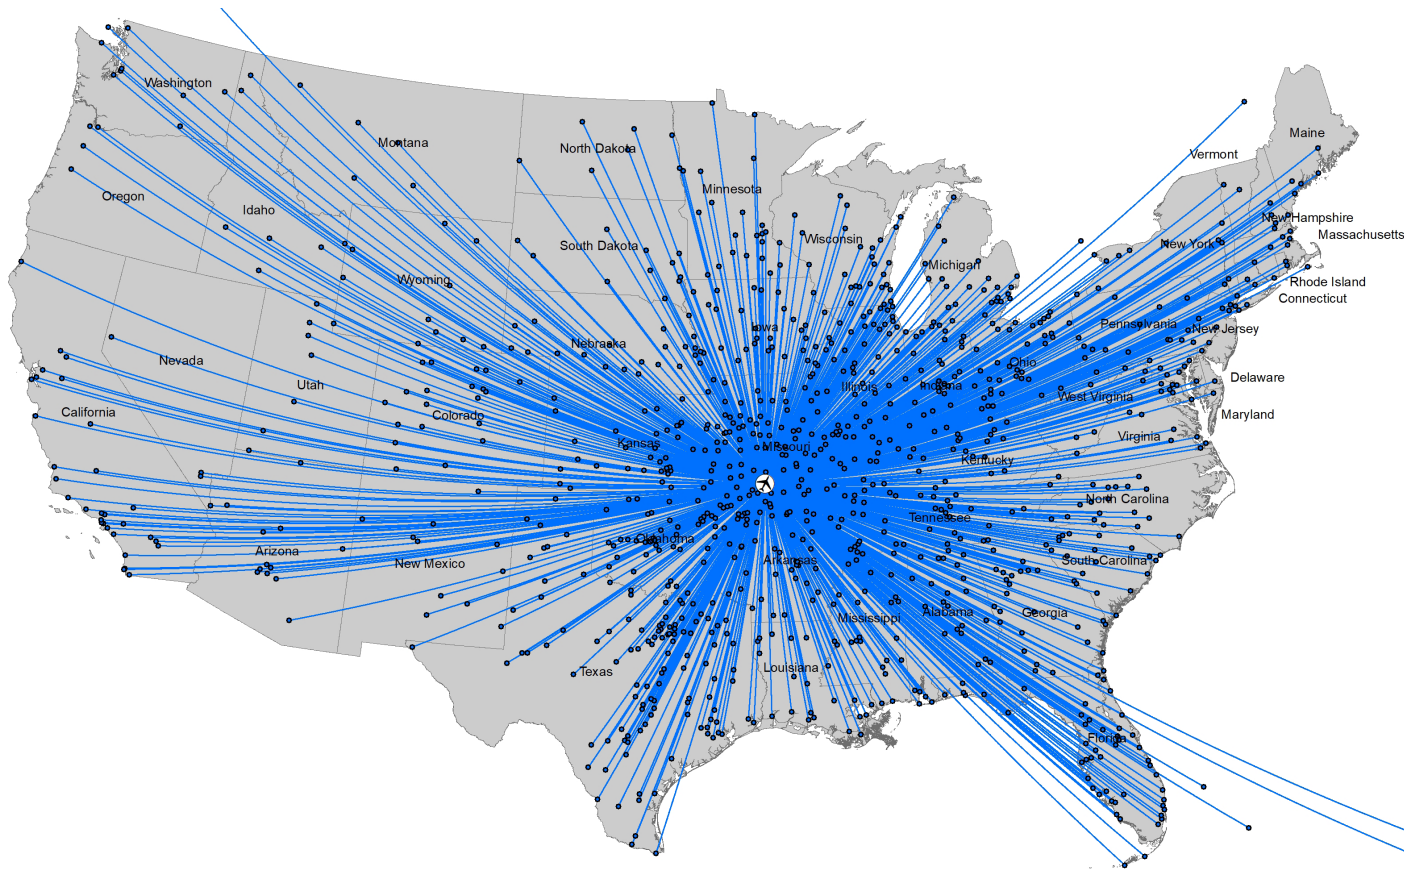 Washington
Montana
North Dakota
Minnesota
Maine
Vermont
Oregon
Idaho
South Dakota
Wisconsin
New York
New Hampshire
Massachusetts
Wyoming
Michigan
Rhode Island
Connecticut
Nebraska
Iowa
Pennsylvania
New Jersey
Nevada
Utah
Illinois
Indiana
Ohio
Delaware
West Virginia
Maryland
California
Colorado
Kansas
Missouri
Kentucky
Virginia
North Carolina
Tennessee
Arizona
New Mexico
Oklahoma
Arkansas
South Carolina
Mississippi
Alabama
Georgia
Texas
Louisiana
Florida